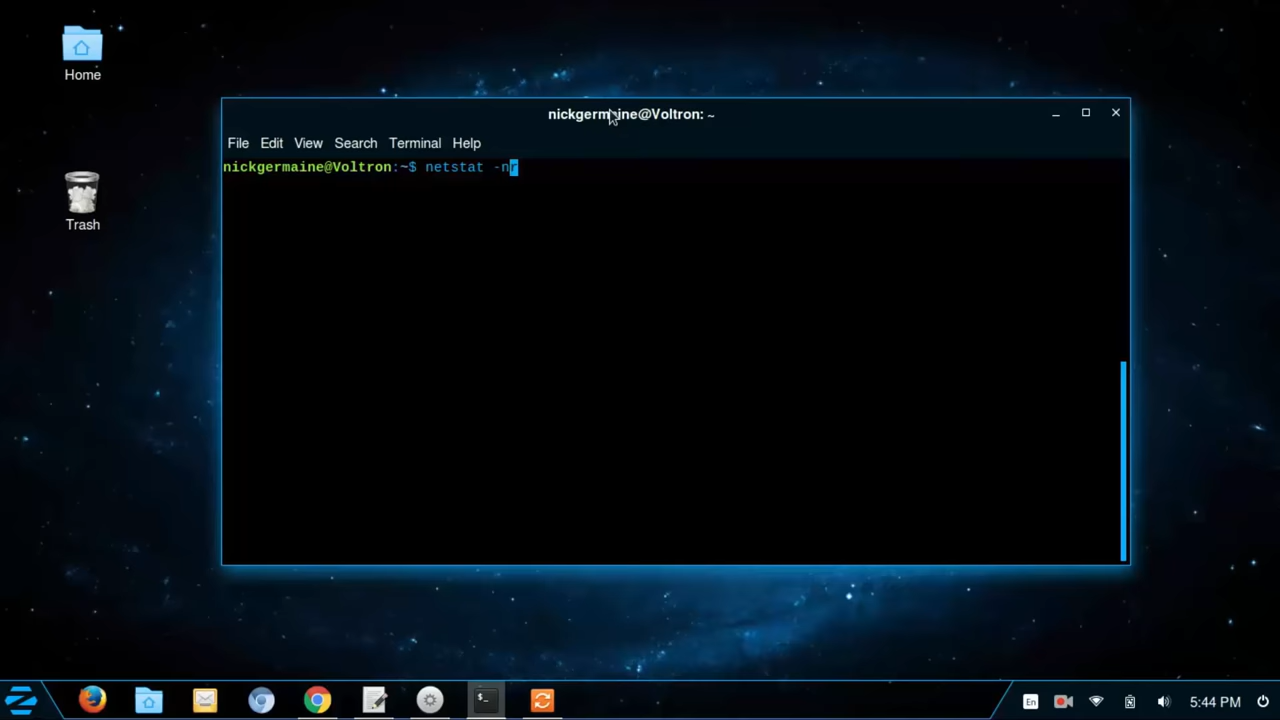 Home
Trash
nickgermaine@Voltron: ~
File Edit View Search Terminal Help
nickgermaine@Voltron:~$ netstat -nr
$_
En
5:44 PM